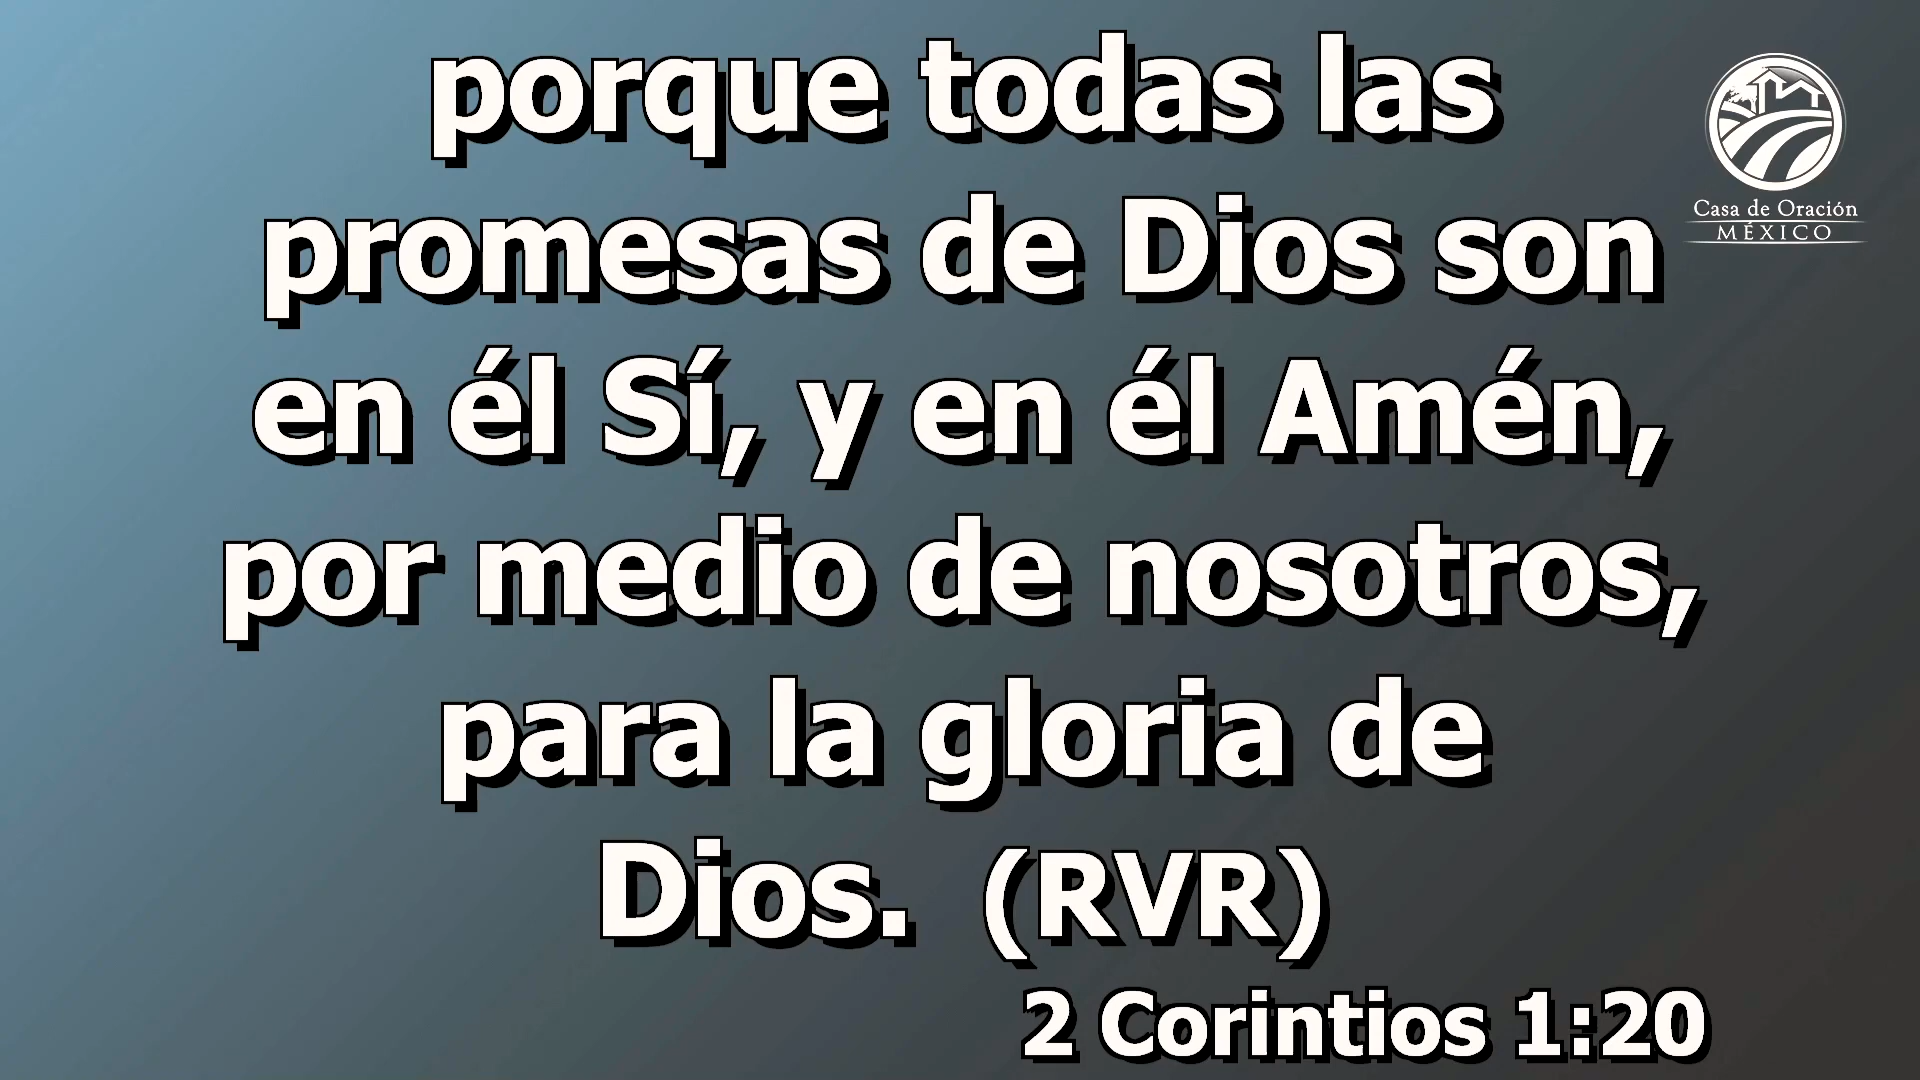 porque todas las
promesas de Dios son
en él Sí, y en él Amén,
por medio de nosotros,
para la gloria de
Dios. (RVR)
2 Corintios 1:20
Casa de Oración
MÉXICO